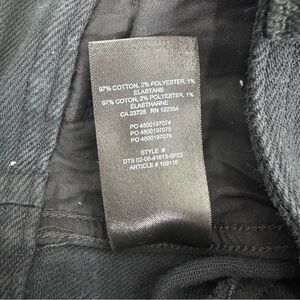 97% COTTON, 2% POLYESTER, 1%
ELASTANE
97% COTTON, 2% POLYESTER, 1%
ELASTHANNE
CA 23725 RN 122354
PO 4500197074
PO 4500197075
PO 4500197076
STYLE #
DTS 02-06-41613-SP23
ARTICLE # 109116